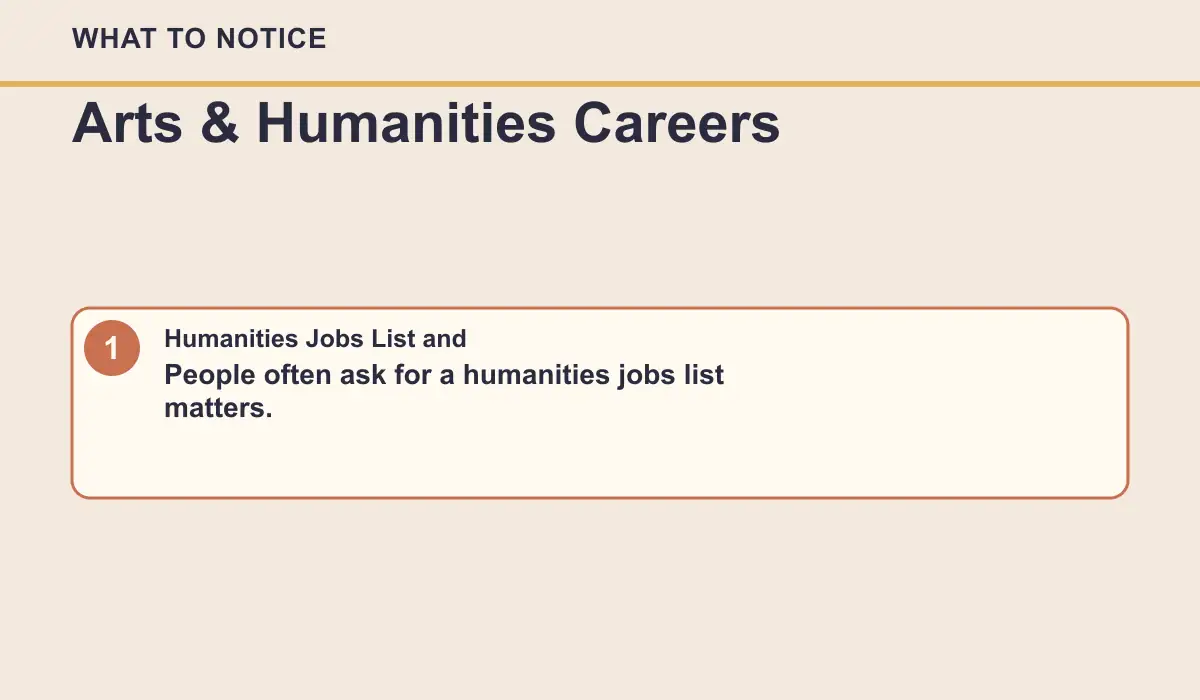 WHAT TO NOTICE
Arts & Humanities Careers
1
Humanities Jobs List and
People often ask for a humanities jobs list
matters.